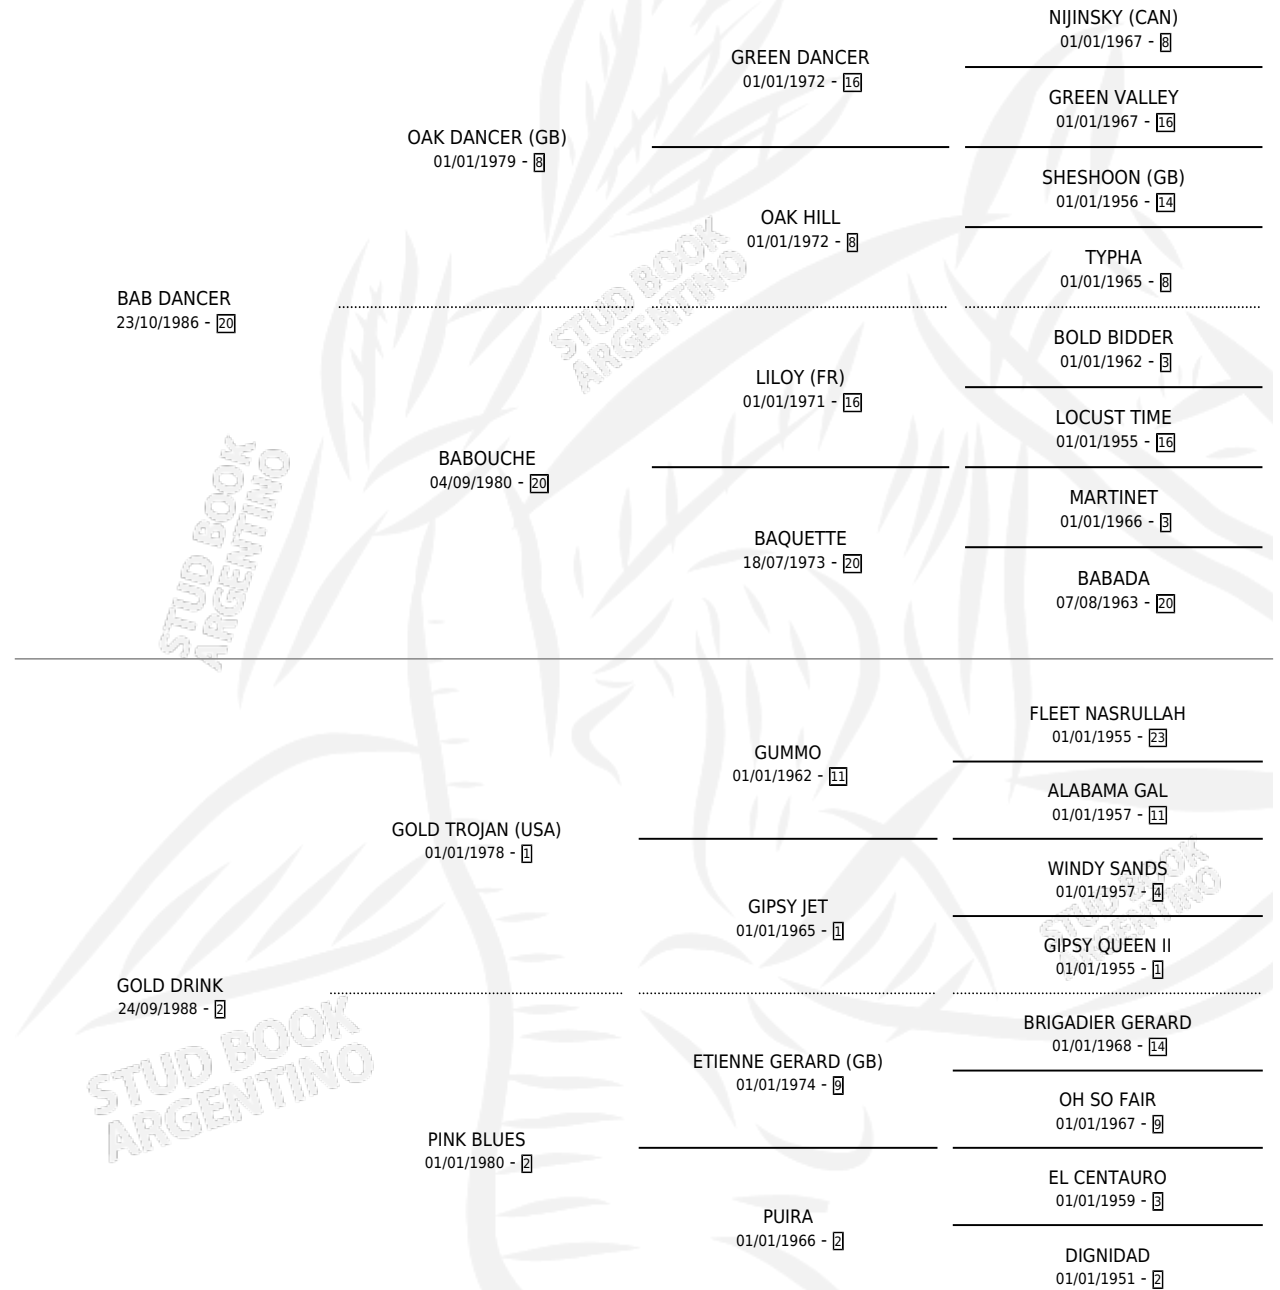 NIJINSKY (CAN)
01/01/1967 - 8
GREEN DANCER
01/01/1972 - 16
GREEN VALLEY
01/01/1967 - 16
OAK DANCER (GB)
01/01/1979 - 8
SHESHOON (GB)
01/01/1956 - 14
OAK HILL
01/01/1972 - 8
TYPHA
01/01/1965 - 8
BAB DANCER
23/10/1986 - 20
BOLD BIDDER
01/01/1962 - 3
LILOY (FR)
01/01/1971 - 16
LOCUST TIME
01/01/1955 - 16
BABOUCHE
04/09/1980 - 20
MARTINET
01/01/1966 - 3
BAQUETTE
18/07/1973 - 20
BABADA
07/08/1963 - 20
FLEET NASRULLAH
01/01/1955 - 23
GUMMO
01/01/1962 - 11
ALABAMA GAL
01/01/1957 - 11
GOLD TROJAN (USA)
01/01/1978 - 1
WINDY SANDS
01/01/1957 - 4
GIPSY JET
01/01/1965 - 1
GIPSY QUEEN II
01/01/1955 - 1
GOLD DRINK
24/09/1988 - 2
BRIGADIER GERARD
01/01/1968 - 14
ETIENNE GERARD (GB)
01/01/1974 - 9
OH SO FAIR
01/01/1967 - 9
PINK BLUES
01/01/1980 - 2
EL CENTAURO
01/01/1959 - 3
PUIRA
01/01/1966 - 2
DIGNIDAD
01/01/1951 - 2
STUD BOOK
ARGENTINO
STUD BOOK
ARGENTINO
STUD BOOK
ARGENTINO
STUD BOOK
ARGENTINO